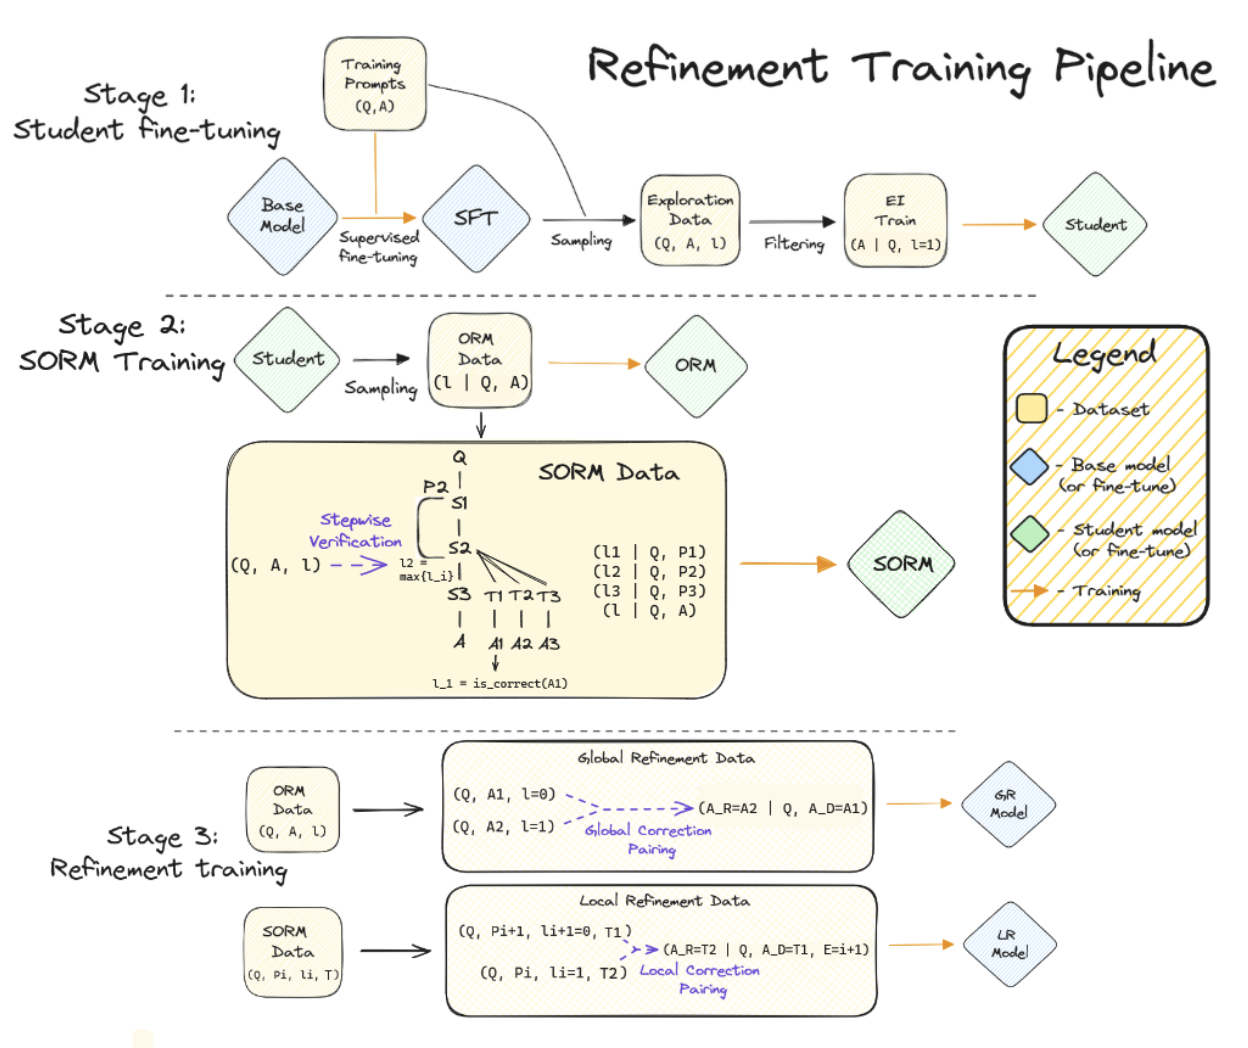 Refinement Training Pipeline
Stage 1:
Student fine-tuning
Training
Prompts
(Q,A)
Base
Model
Supervised
fine-tuning
SFT
Sampling
Exploration
Data
(Q, A, l)
Filtering
EI
Train
(A | Q, l=1)
Student
Stage 2:
SORM Training
Student
Sampling
ORM
Data
(l | Q, A)
ORM
Legend
- Dataset
- Base model
(or fine-tune)
- Student model
(or fine-tune)
- Training
SORM Data
Q
P2
S1
Stepwise
Verification
S2
(Q, A, l)
l2 =
max{l_i}
S3
T1 T2 T3
A
A1 A2 A3
l_1 = is_correct(A1)
(l1 | Q, P1)
(l2 | Q, P2)
(l3 | Q, P3)
(l | Q, A)
SORM
Stage 3:
Refinement training
ORM
Data
(Q, A, l)
Global Refinement Data
(Q, A1, l=0)
(Q, A2, l=1)
(A_R=A2 | Q, A_D=A1)
Global Correction
Pairing
GR
Model
SORM
Data
(Q, Pi, li, T)
Local Refinement Data
(Q, Pi+1, li+1=0, T1)
(Q, Pi, li=1, T2)
(A_R=T2 | Q, A_D=T1, E=i+1)
Local Correction
Pairing
LR
Model